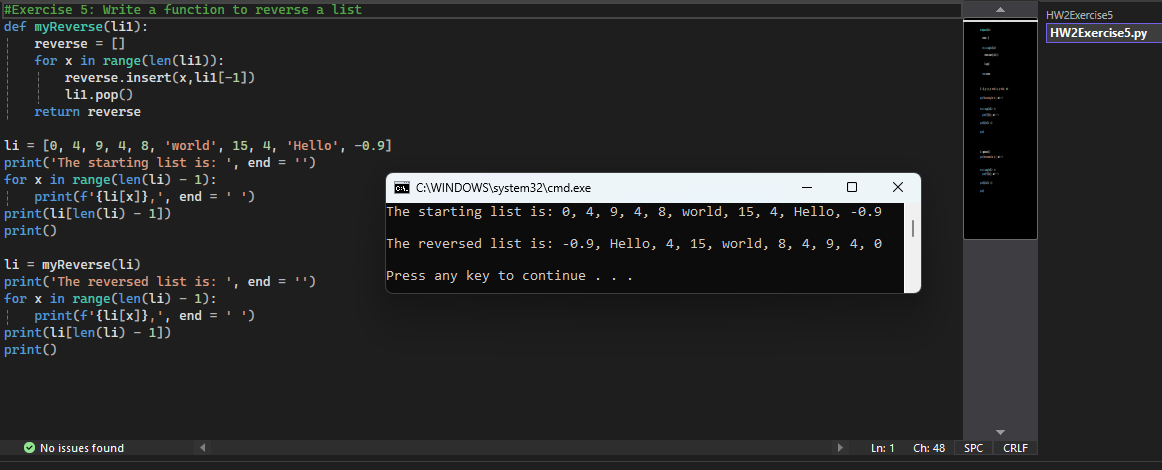 #Exercise 5: Write a function to reverse a list
def myReverse(li1):
    reverse = []
    for x in range(len(li1)):
        reverse.insert(x,li1[-1])
        li1.pop()
    return reverse
li = [0, 4, 9, 4, 8, 'world', 15, 4, 'Hello', -0.9]
print('The starting list is: ', end = '')
for x in range(len(li) - 1):
    print(f'{li[x]},', end = ' ')
print(li[len(li) - 1])
print()
li = myReverse(li)
print('The reversed list is: ', end = '')
for x in range(len(li) - 1):
    print(f'{li[x]},', end = ' ')
print(li[len(li) - 1])
print()
C:\WINDOWS\system32\cmd.exe
The starting list is: 0, 4, 9, 4, 8, world, 15, 4, Hello, -0.9
The reversed list is: -0.9, Hello, 4, 15, world, 8, 4, 9, 4, 0
Press any key to continue . . .
HW2Exercise5
HW2Exercise5.py
No issues found
Ln: 1 Ch: 48 SPC CRLF